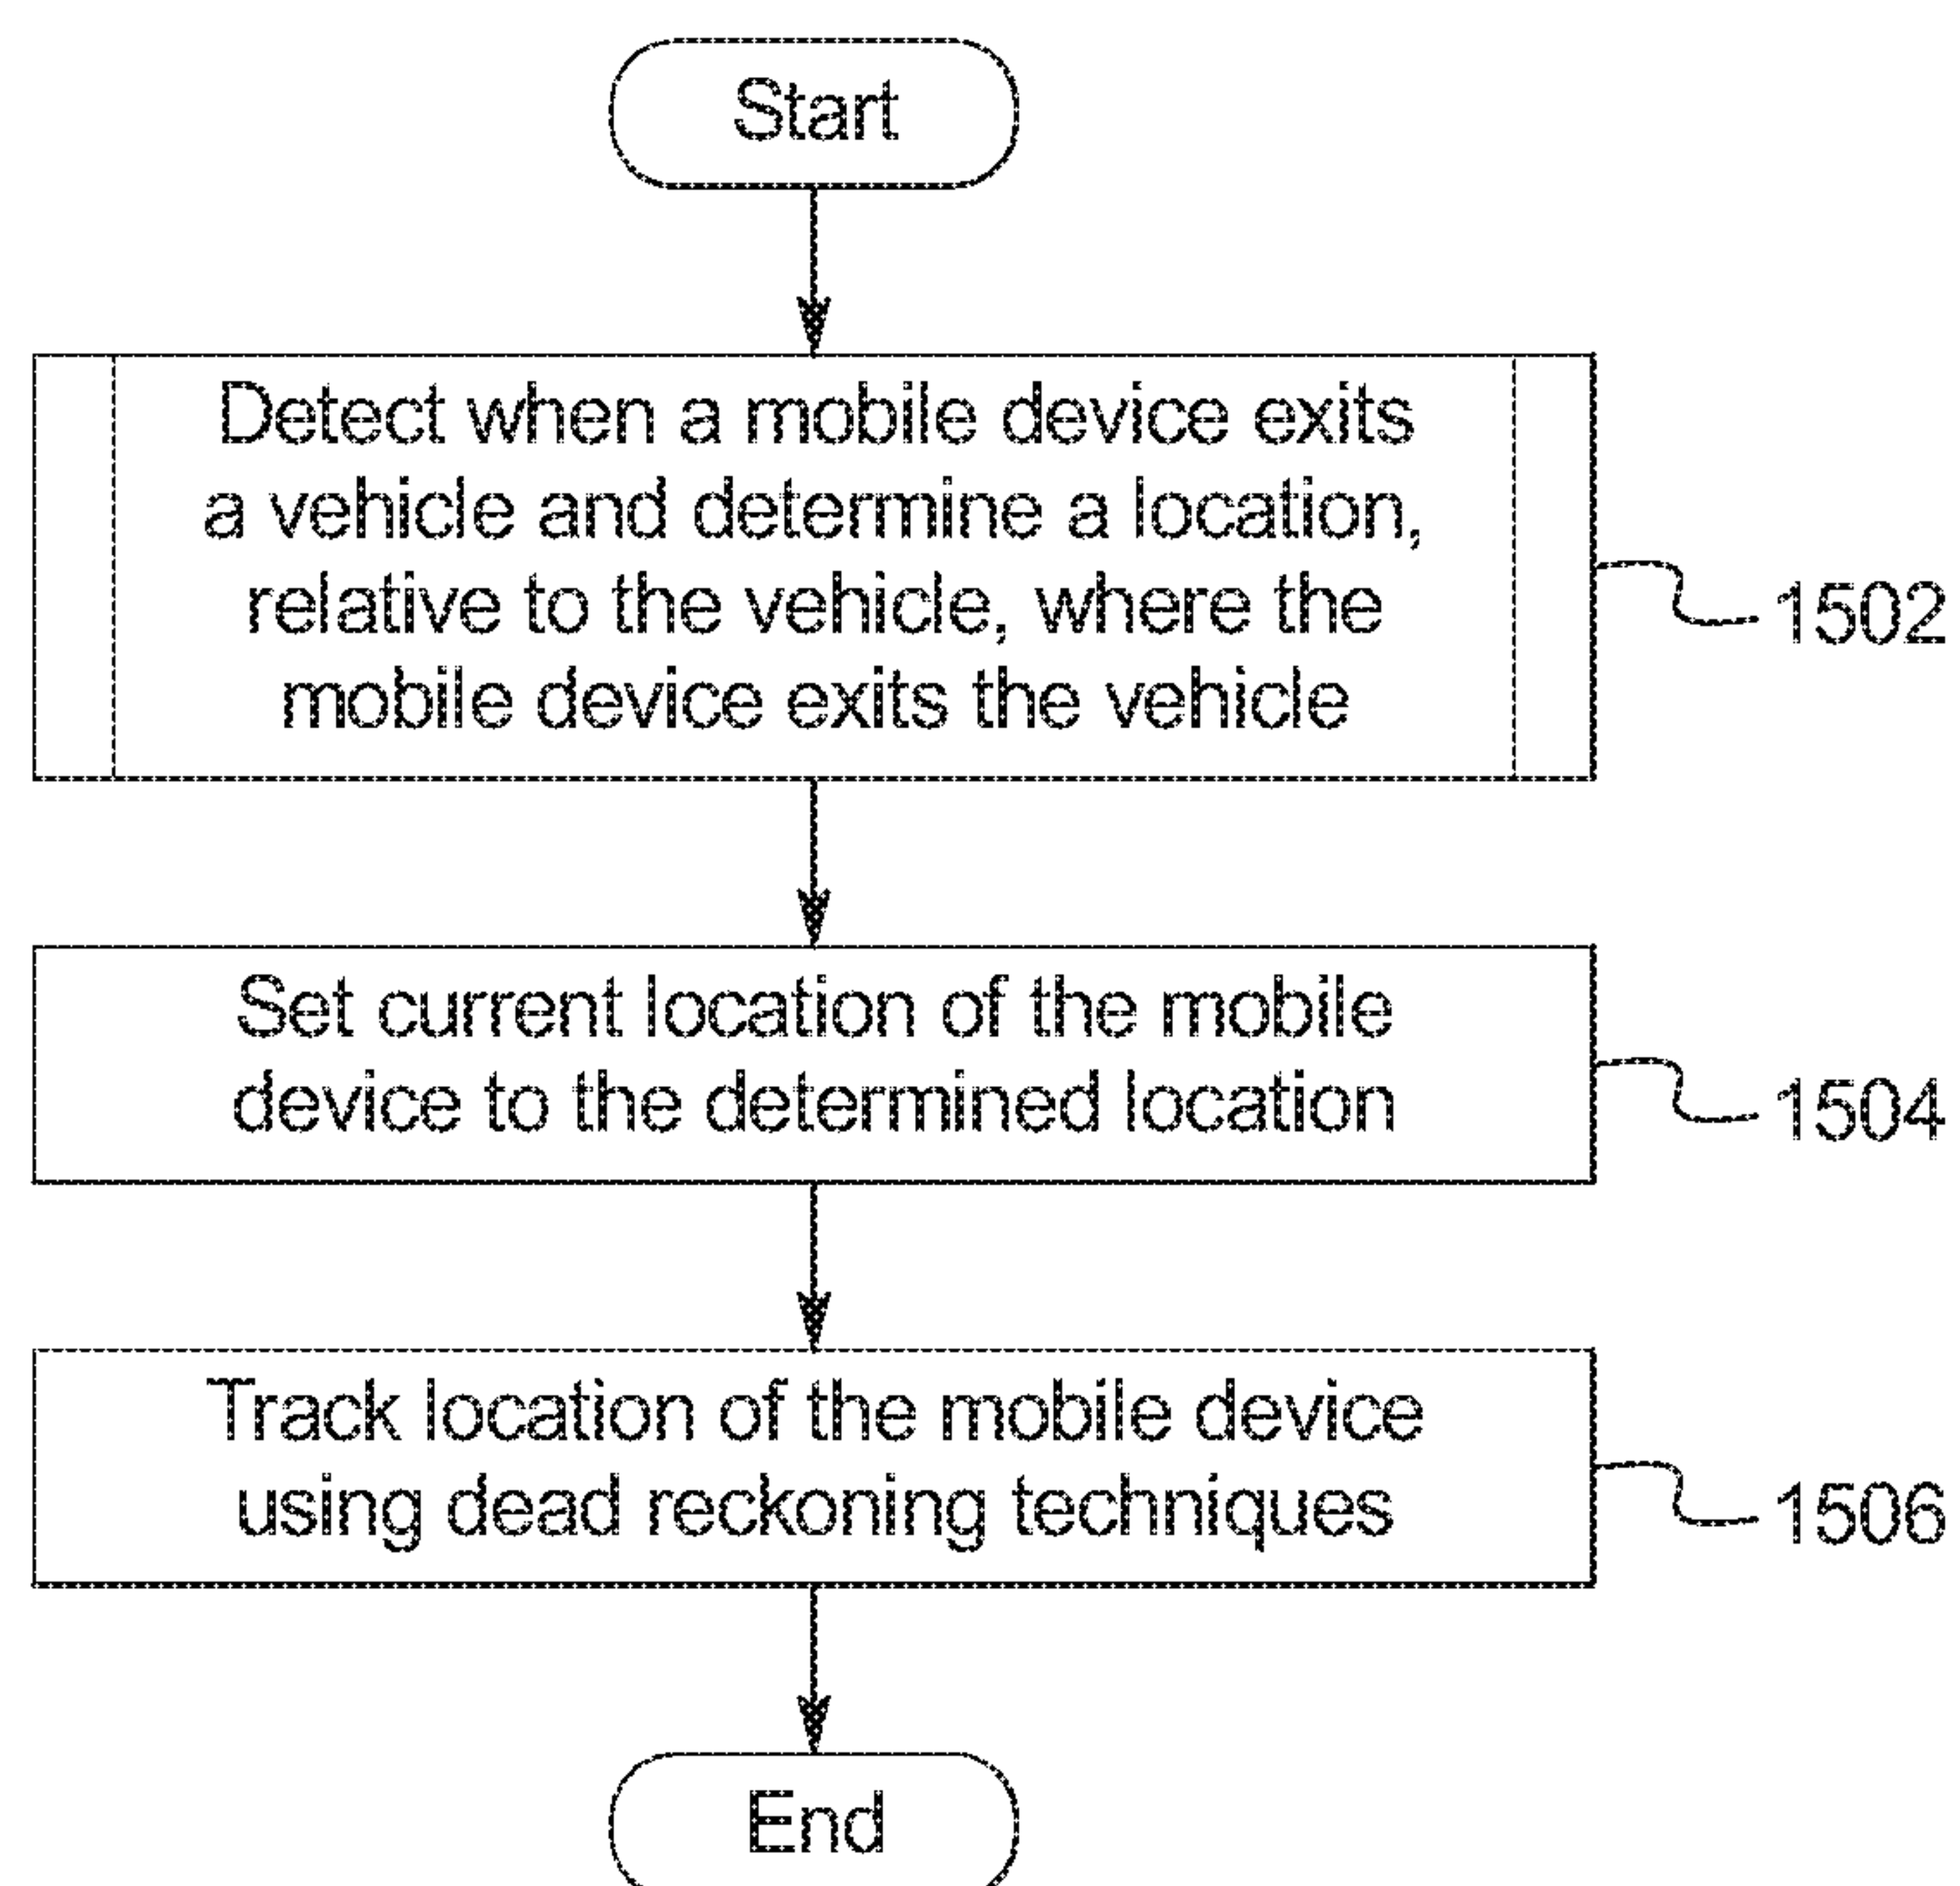 Start
Detect when a mobile device exits
a vehicle and determine a location,
relative to the vehicle, where the
mobile device exits the vehicle
1502
Set current location of the mobile
device to the determined location
1504
Track location of the mobile device
using dead reckoning techniques
1506
End